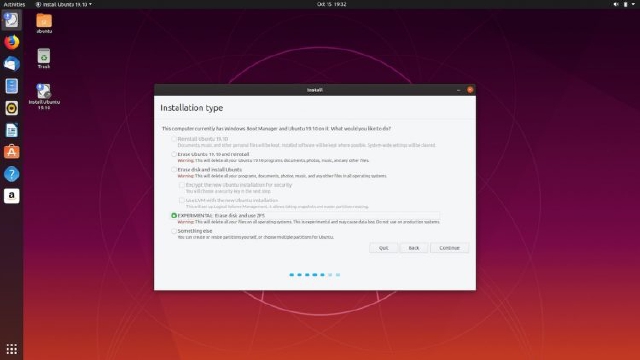 Activities
Install Ubuntu 19.10
Oct 15 19:32
ubuntu
Trash
Install Ubuntu
19.10
Install
Installation type
This computer currently has Windows Boot Manager and Ubuntu 19.10 on it. What would you like to do?
Reinstall Ubuntu 19.10
Documents, music, and other personal files will be kept. Installed software will be kept where possible. System-wide settings will be cleared.
Erase Ubuntu 19.10 and reinstall
Warning: This will delete all your Ubuntu 19.10 programs, documents, photos, music, and any other files.
Erase disk and install Ubuntu
Warning: This will delete all your programs, documents, photos, music, and any other files in all operating systems.
Encrypt the new Ubuntu installation for security
You will choose a security key in the next step.
Use LVM with the new Ubuntu installation
This will set up Logical Volume Management. It allows taking snapshots and easier partition resizing.
EXPERIMENTAL: Erase disk and use ZFS
Warning: This will delete all your files on all operating systems. This is experimental and may cause data loss. Do not use on production systems.
Something else
You can create or resize partitions yourself, or choose multiple partitions for Ubuntu.
Quit
Back
Continue